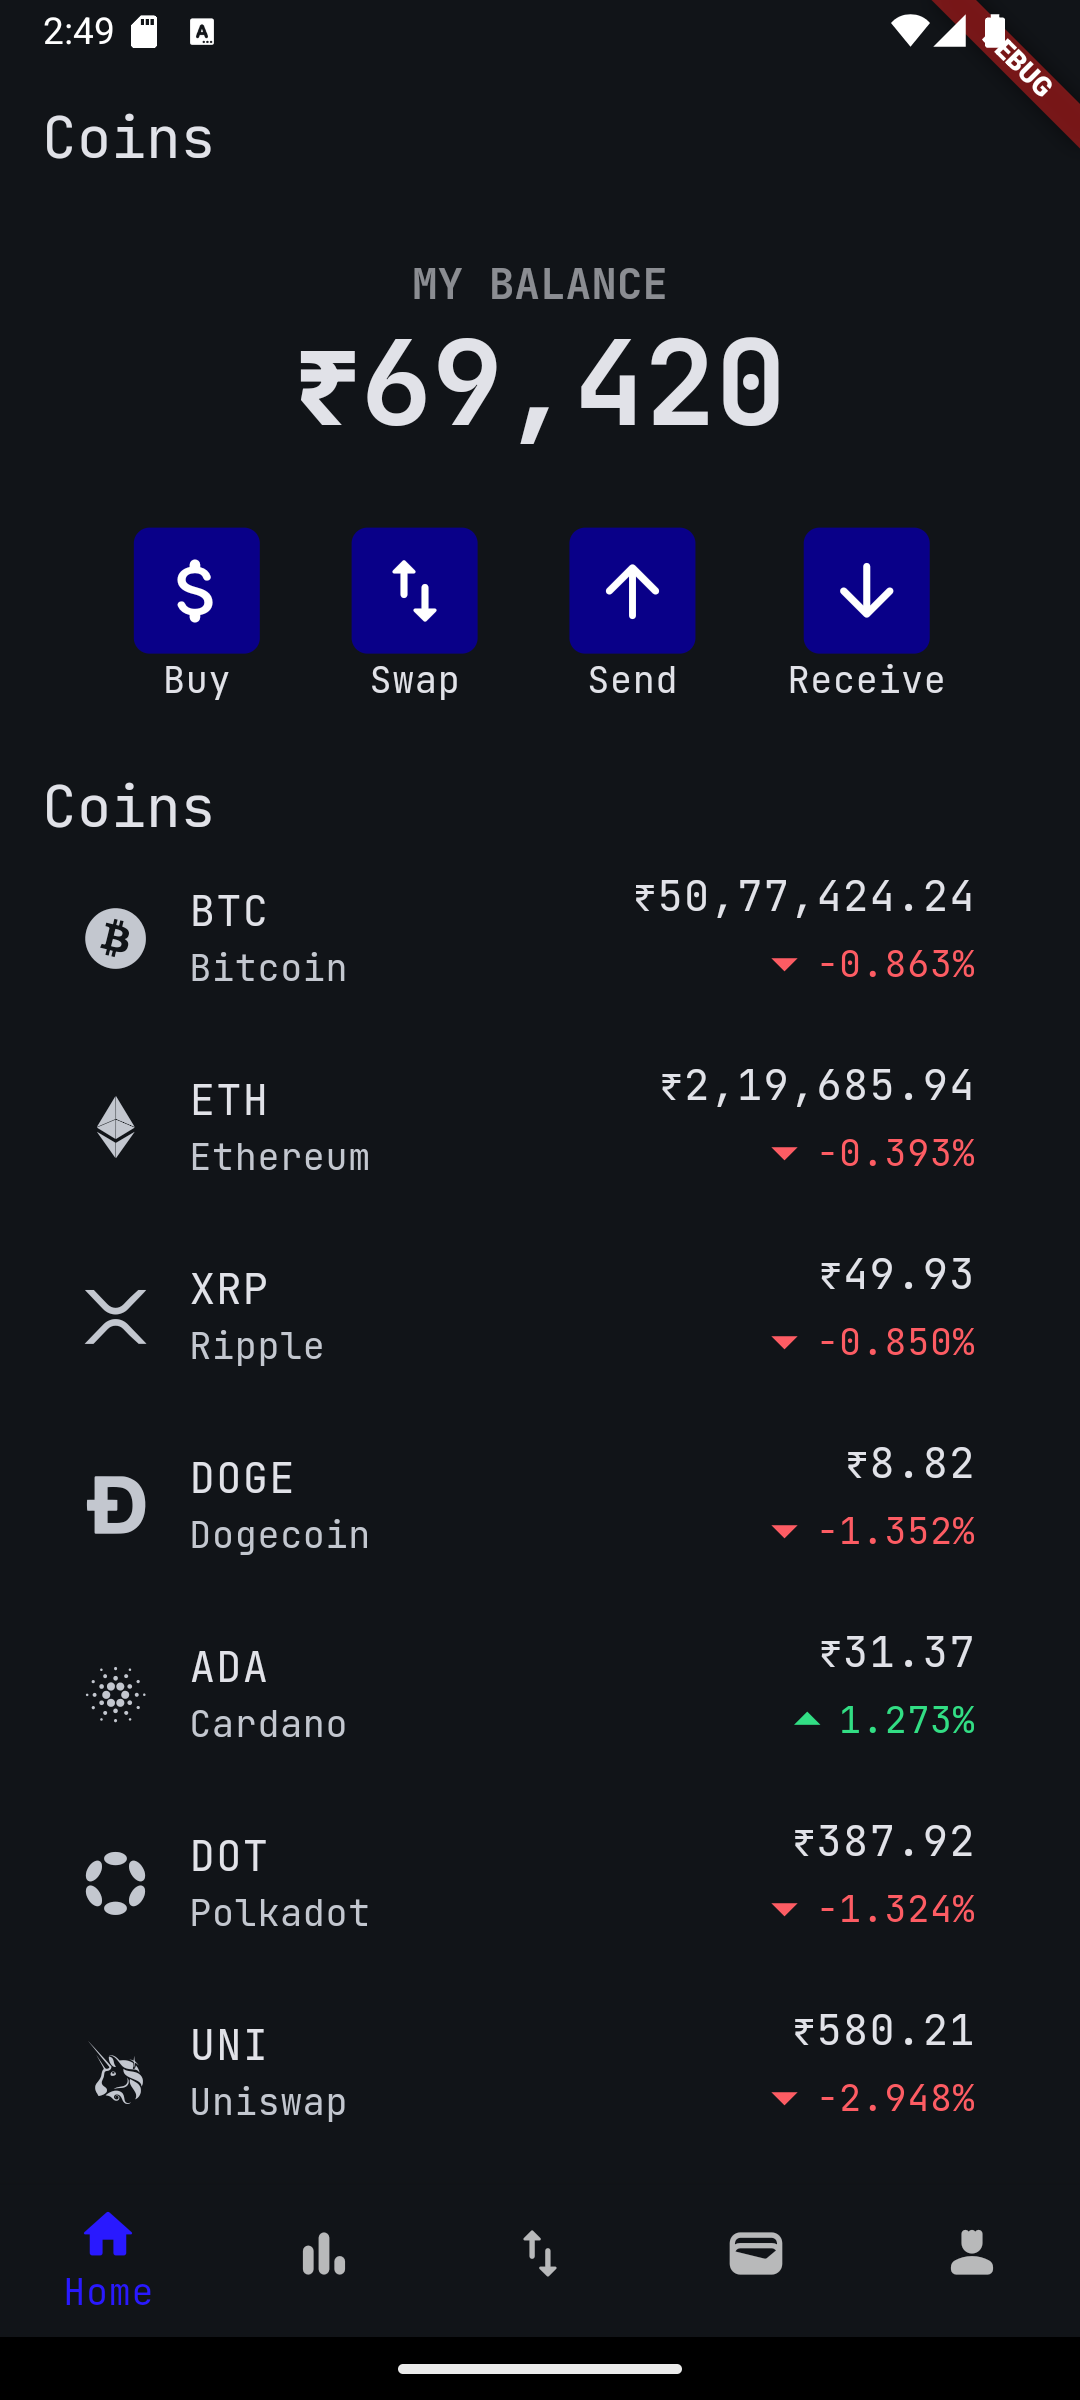 2:49
DEBUG
Coins
MY BALANCE
₹69,420
Buy Swap Send Receive
Coins
BTC ₹50,77,424.24
Bitcoin -0.863%
ETH ₹2,19,685.94
Ethereum -0.393%
XRP ₹49.93
Ripple -0.850%
DOGE ₹8.82
Dogecoin -1.352%
ADA ₹31.37
Cardano 1.273%
DOT ₹387.92
Polkadot -1.324%
UNI ₹580.21
Uniswap -2.948%
Home